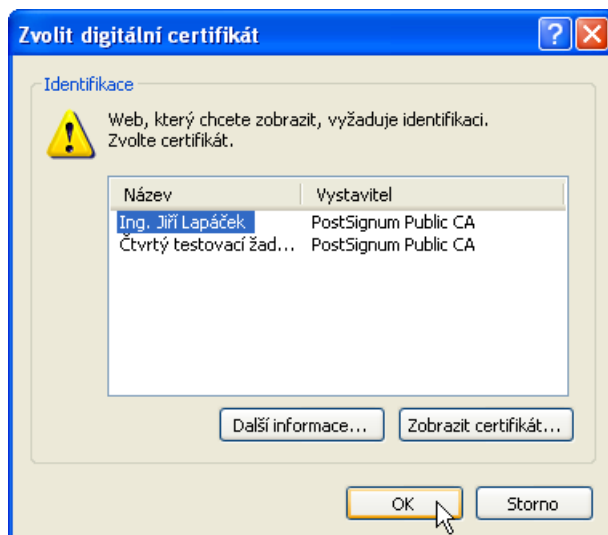 Zvolit digitální certifikát
Identifikace
Web, který chcete zobrazit, vyžaduje identifikaci.
Zvolte certifikát.
Název Vystavitel
Ing. Jiří Lapáček PostSignum Public CA
Čtvrtý testovací žad... PostSignum Public CA
Další informace... Zobrazit certifikát...
OK Storno